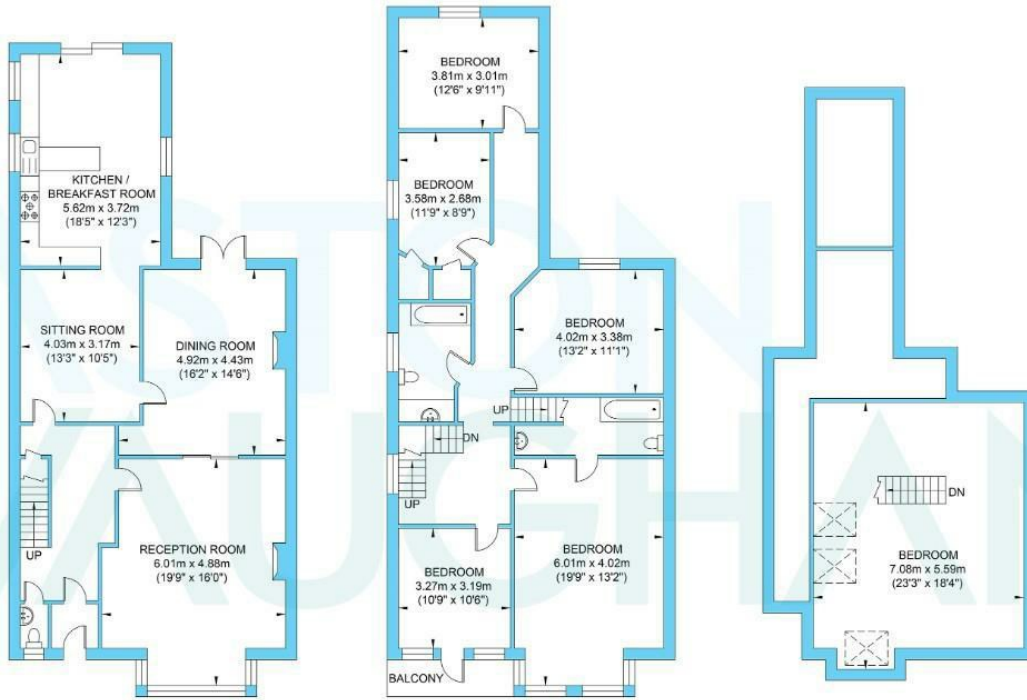 KITCHEN /
BREAKFAST ROOM
5.62m x 3.72m
(18'5" x 12'3")
SITTING ROOM
4.03m x 3.17m
(13'3" x 10'5")
DINING ROOM
4.92m x 4.43m
(16'2" x 14'6")
UP
RECEPTION ROOM
6.01m x 4.88m
(19'9" x 16'0")
BEDROOM
3.81m x 3.01m
(12'6" x 9'11")
BEDROOM
3.58m x 2.68m
(11'9" x 8'9")
BEDROOM
4.02m x 3.38m
(13'2" x 11'1")
UP
DN
UP
BEDROOM
3.27m x 3.19m
(10'9" x 10'6")
BEDROOM
6.01m x 4.02m
(19'9" x 13'2")
BALCONY
DN
BEDROOM
7.08m x 5.59m
(23'3" x 18'4")
ASTON
VAUGHAN